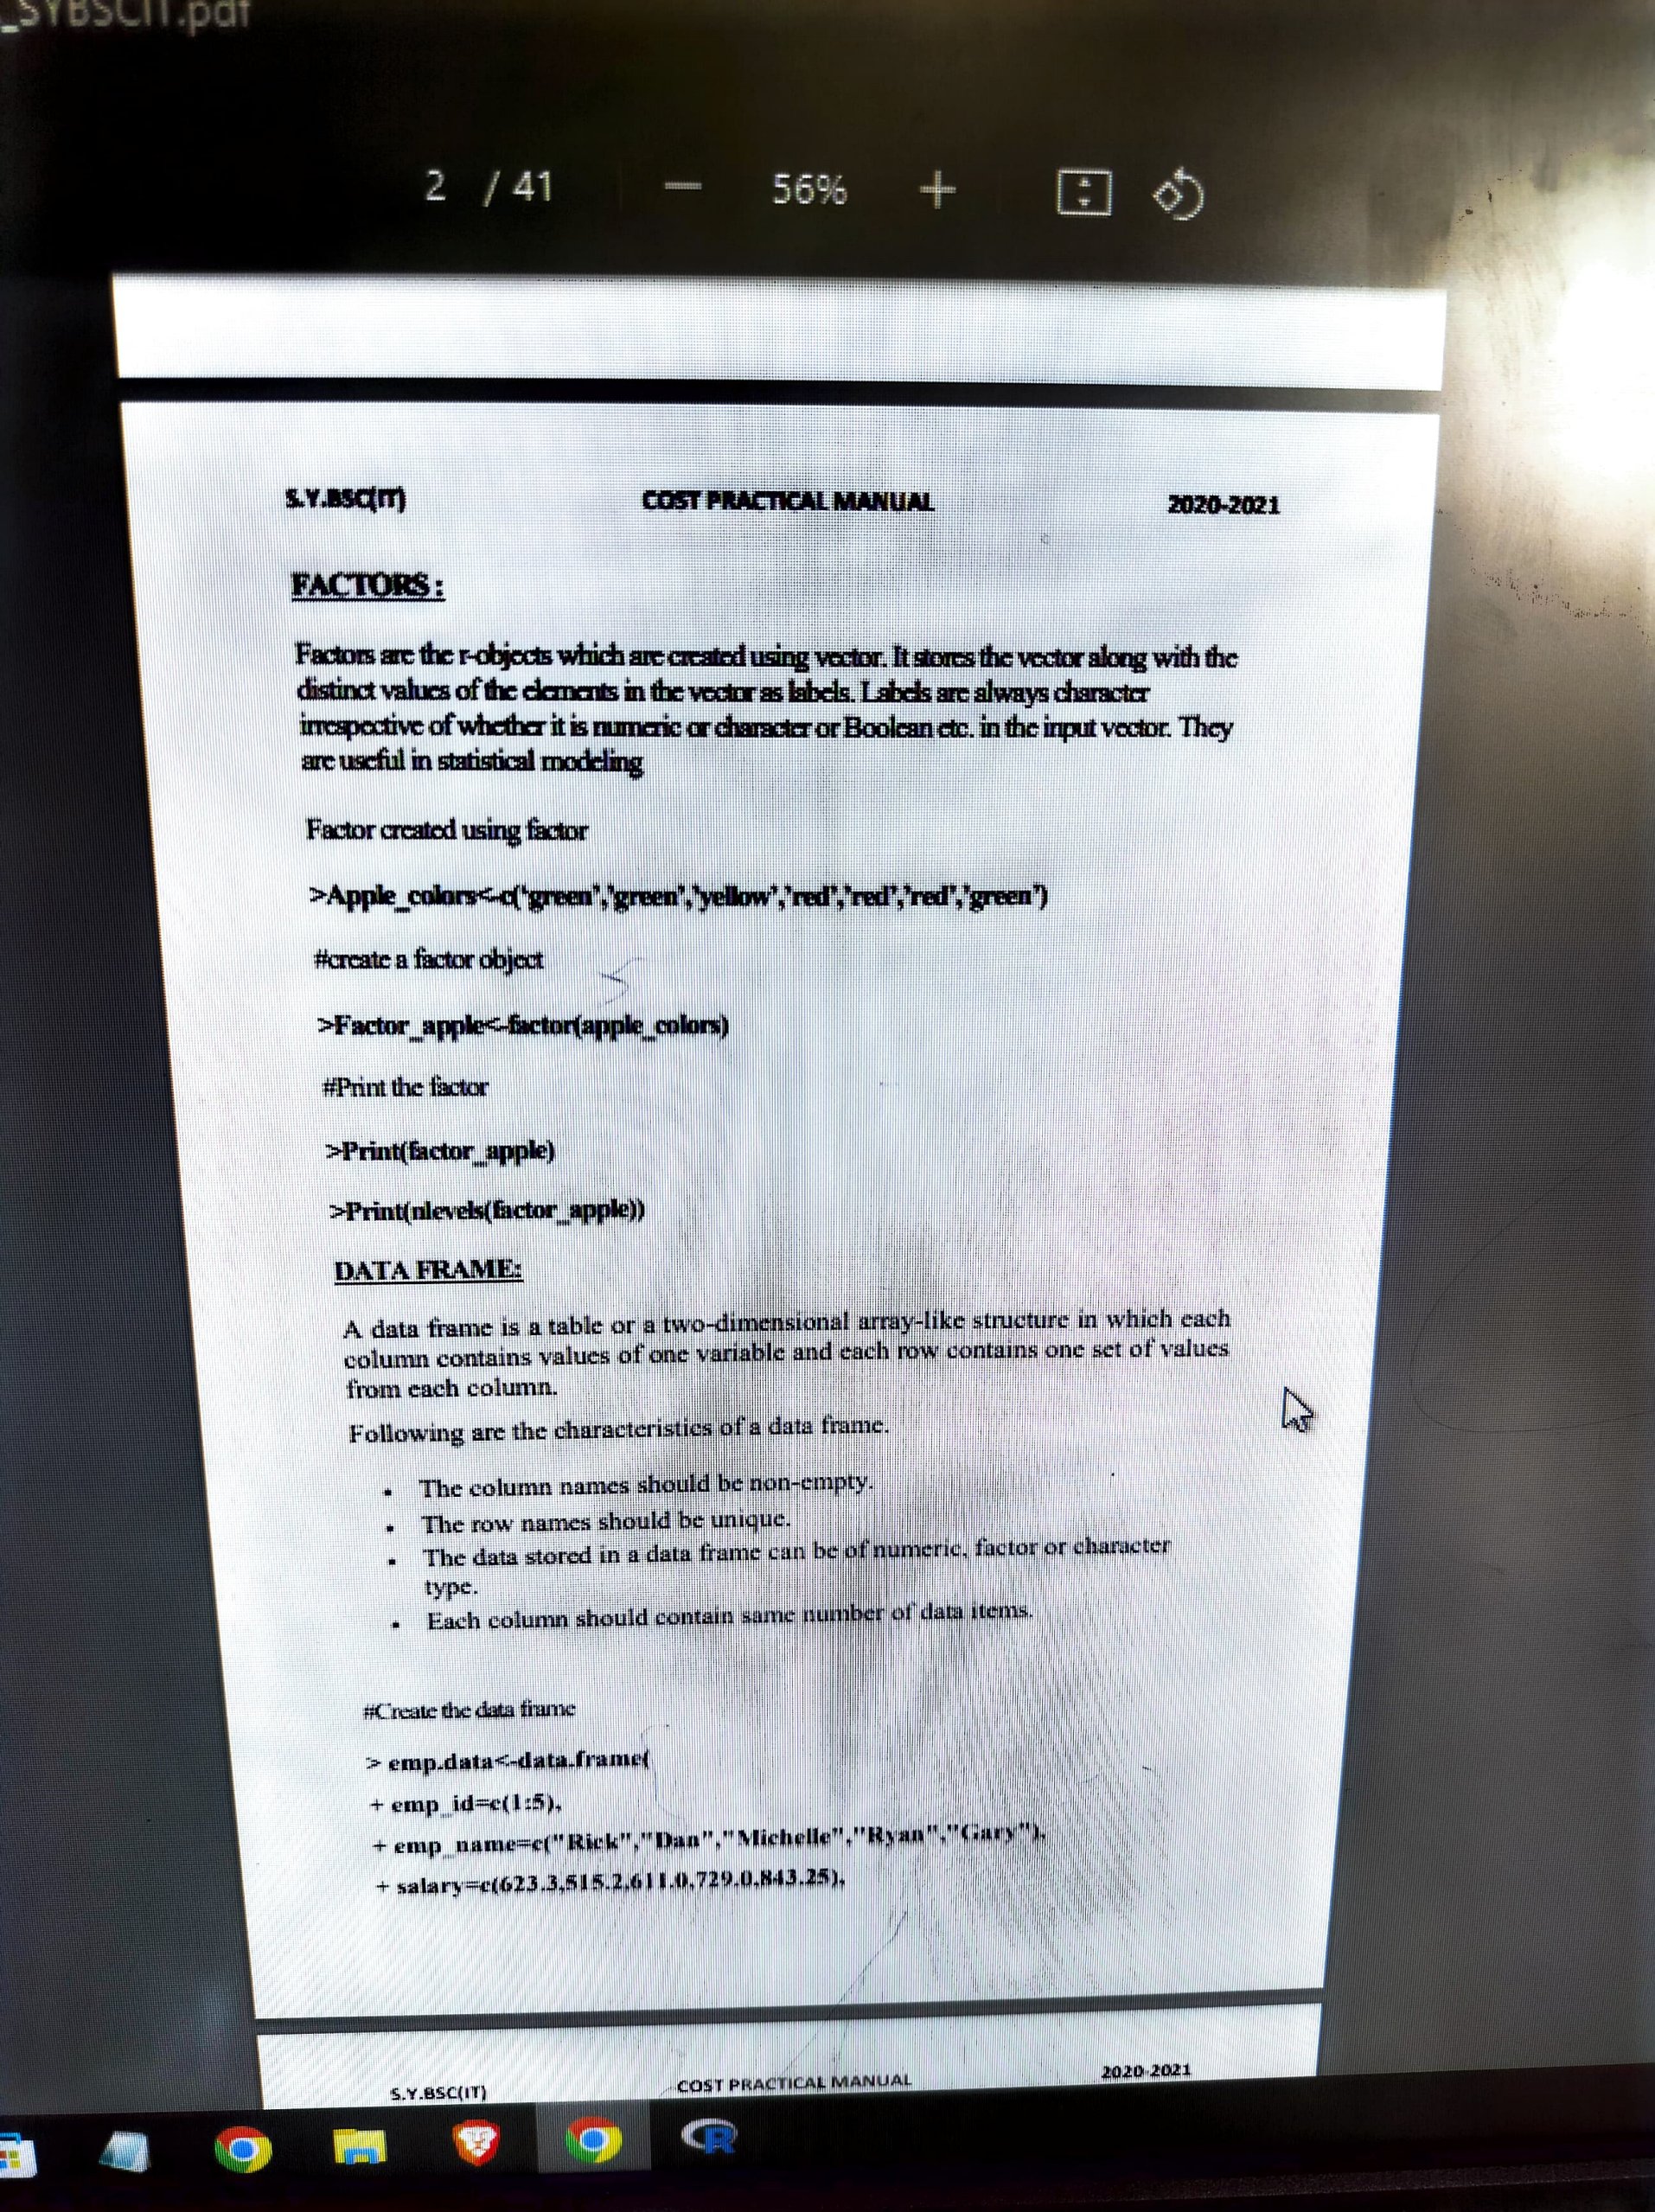 _SYBSCIT.pdf
2 / 41 56%
S.Y.BSC(IT) COST PRACTICAL MANUAL 2020-2021
FACTORS:
Factors are the r-objects which are created using vector. It stores the vector along with the
distinct values of the elements in the vector as labels. Labels are always character
irrespective of whether it is numeric or character or Boolean etc. in the input vector. They
are useful in statistical modeling
Factor created using factor
>Apple_colors<-c('green','green','yellow','red','red','red','green')
#create a factor object
>Factor_apple<-factor(apple_colors)
#Print the factor
>Print(factor_apple)
>Print(nlevels(factor_apple))
DATA FRAME:
A data frame is a table or a two-dimensional array-like structure in which each
column contains values of one variable and each row contains one set of values
from each column.
Following are the characteristics of a data frame.
• The column names should be non-empty.
• The row names should be unique.
• The data stored in a data frame can be of numeric, factor or character
type.
• Each column should contain same number of data items.
#Create the data frame
> emp.data<-data.frame(
+ emp_id=c(1:5),
+ emp_name=c("Rick","Dan","Michelle","Ryan","Gary"),
+ salary=c(623.3,515.2,611.0,729.0,843.25),
S.Y.BSC(IT) COST PRACTICAL MANUAL 2020-2021